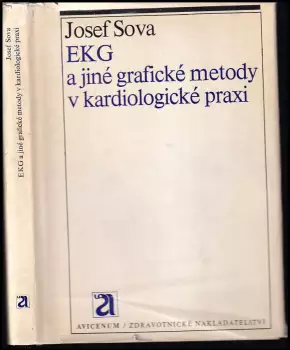 Josef Sova
EKG
a jiné grafické metody
v kardiologické praxi
AVICENUM / ZDRAVOTNICKÉ NAKLADATELSTVÍ
Josef Sova
EKG a jiné grafické metody v kardiologické praxi